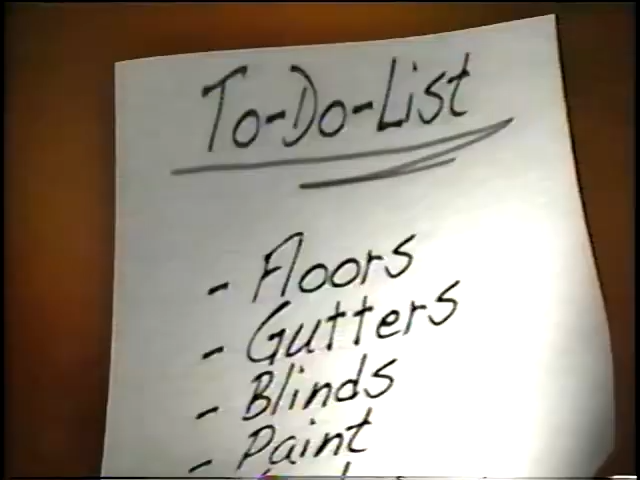 To-Do-List
- Floors
- Gutters
- Blinds
- Paint